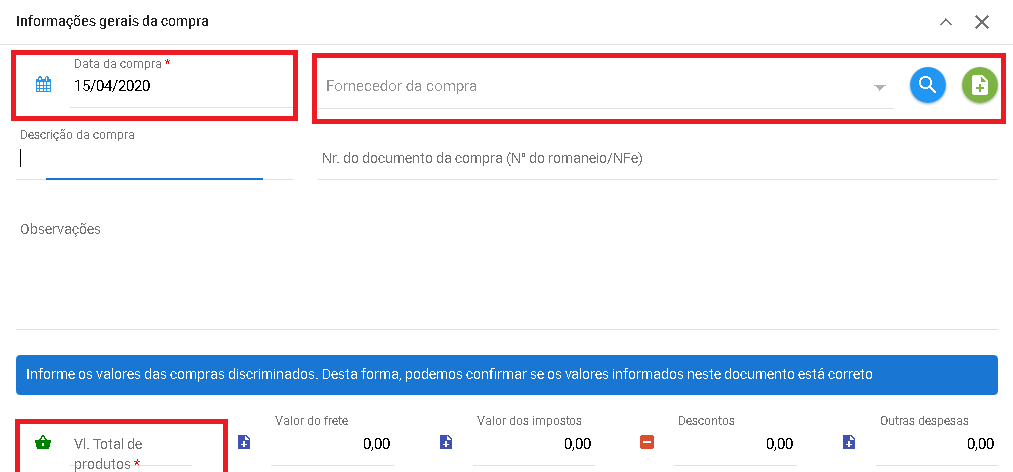 Informações gerais da compra
Data da compra *
15/04/2020
Fornecedor da compra
Descrição da compra
Nr. do documento da compra (N° do romaneio/NFe)
Observações
Informe os valores das compras discriminados. Desta forma, podemos confirmar se os valores informados neste documento está correto
Vl. Total de
produtos *
Valor do frete
0,00
Valor dos impostos
0,00
Descontos
0,00
Outras despesas
0,00